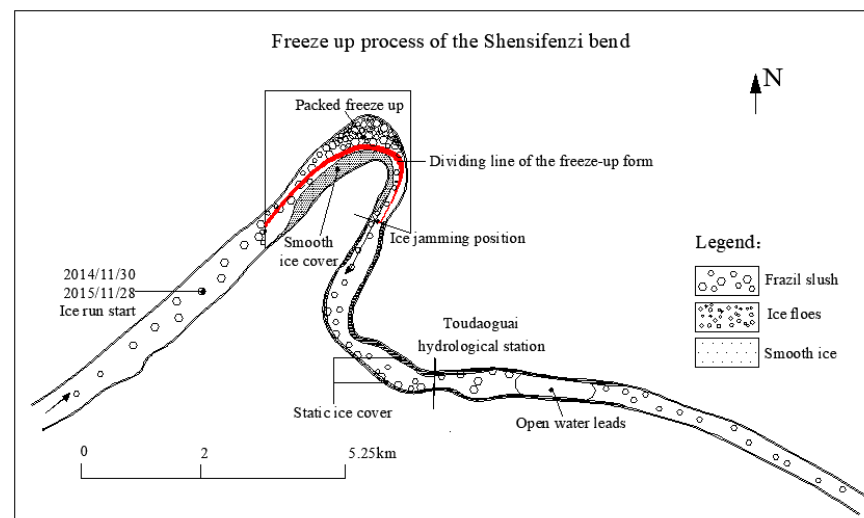 Freeze up process of the Shensifenzi bend
N
Packed freeze up
Dividing line of the freeze-up form
Smooth
ice cover
Ice jamming position
2014/11/30
2015/11/28
Ice run start
Legend:
Frazil slush
Ice floes
Smooth ice
Toudaoguai
hydrological station
Static ice cover
Open water leads
0
2
5.25km